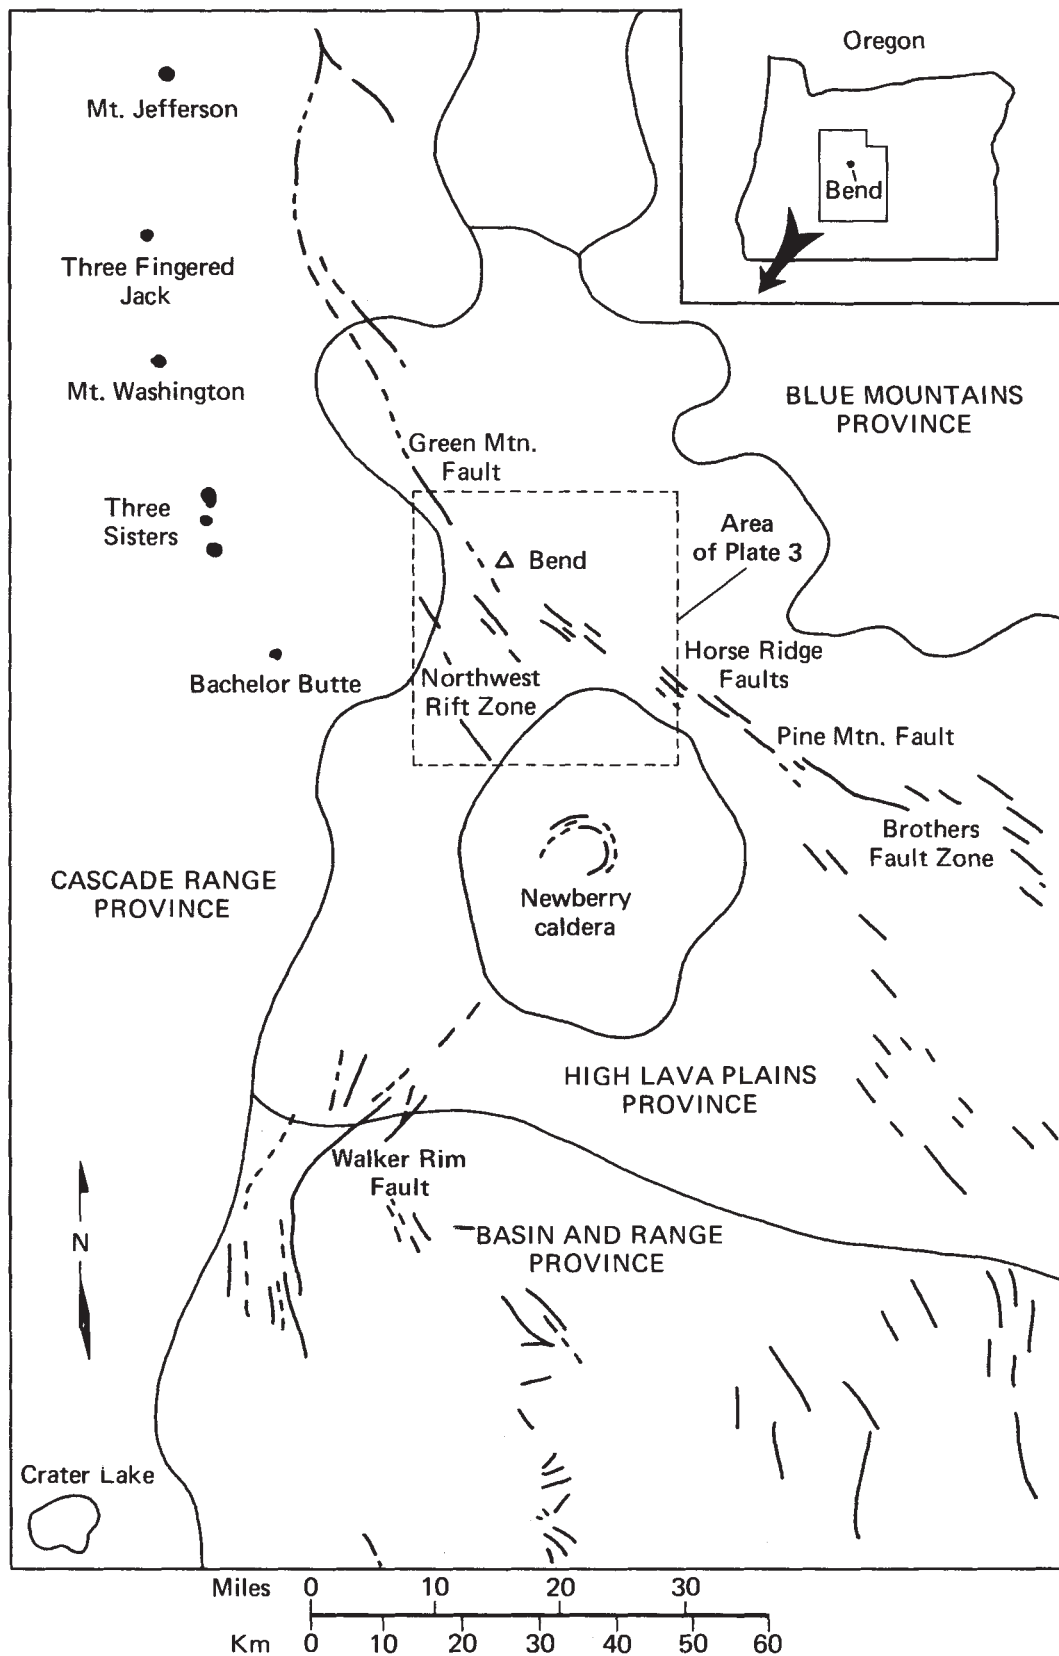 Oregon
Bend
Mt. Jefferson
Three Fingered
Jack
Mt. Washington
BLUE MOUNTAINS
PROVINCE
Green Mtn.
Fault
Three
Sisters
Area
of Plate 3
Bend
Horse Ridge
Faults
Bachelor Butte
Northwest
Rift Zone
Pine Mtn. Fault
Brothers
Fault Zone
CASCADE RANGE
PROVINCE
Newberry
caldera
HIGH LAVA PLAINS
PROVINCE
Walker Rim
Fault
N
BASIN AND RANGE
PROVINCE
Crater Lake
Miles 0 10 20 30
Km 0 10 20 30 40 50 60